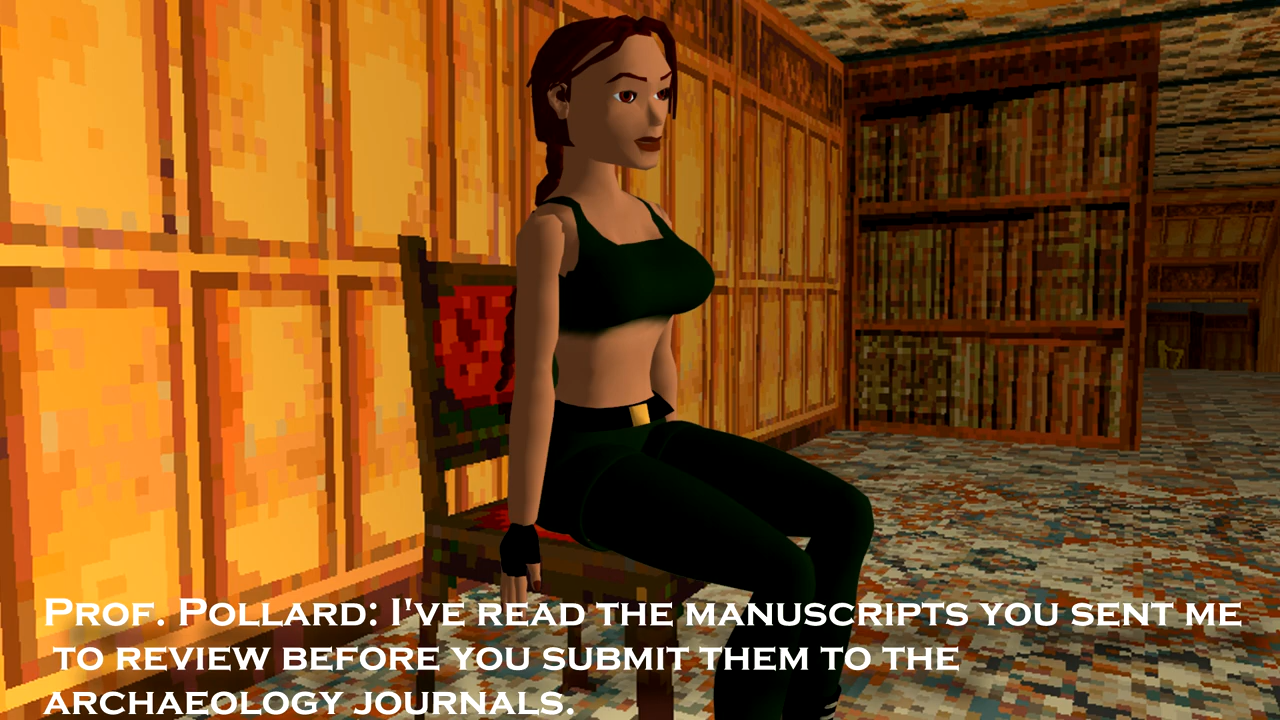 Prof. Pollard: I've read the manuscripts you sent me
to review before you submit them to the
archaeology journals.